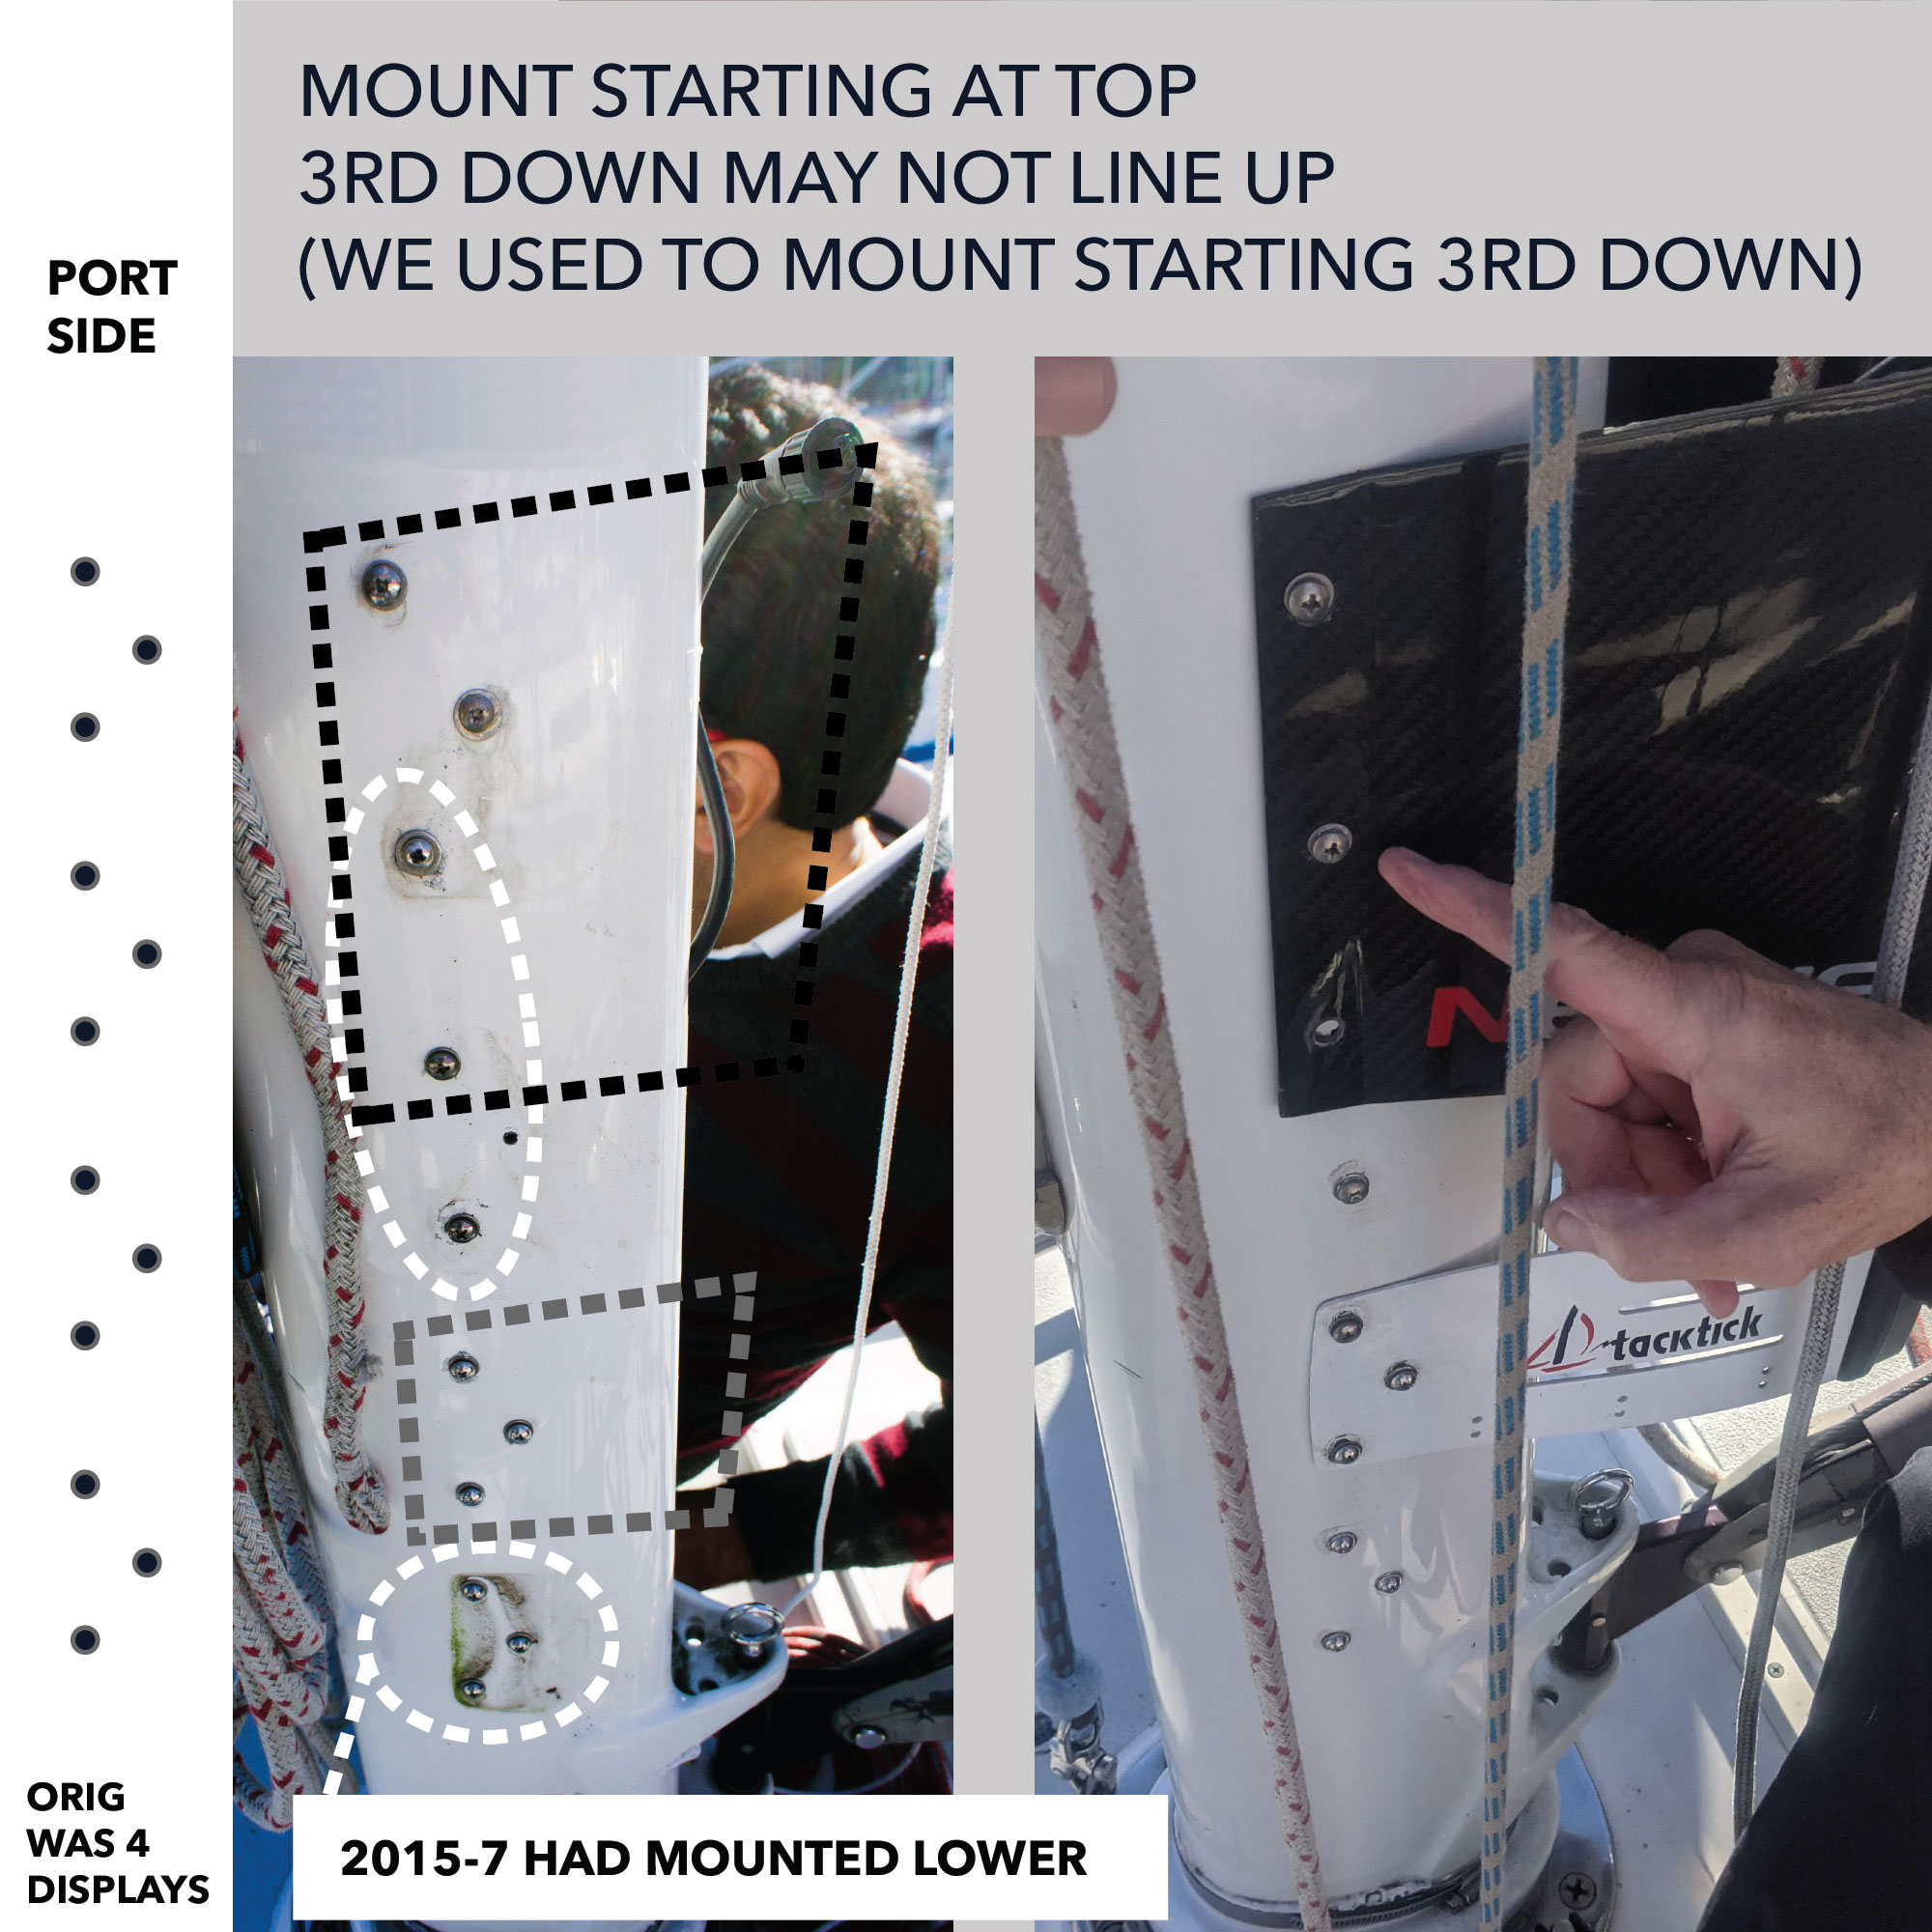 MOUNT STARTING AT TOP
3RD DOWN MAY NOT LINE UP
(WE USED TO MOUNT STARTING 3RD DOWN)
PORT
SIDE
tacktick
ORIG
WAS 4
DISPLAYS
2015-7 HAD MOUNTED LOWER